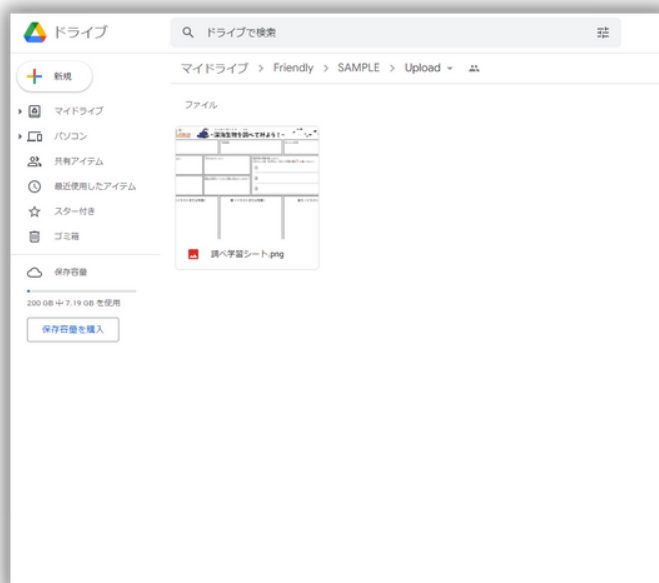 ドライブ
ドライブで検索
新規
マイドライブ > Friendly > SAMPLE > Upload
マイドライブ
パソコン
共有アイテム
最近使用したアイテム
スター付き
ゴミ箱
保存容量
200 GB 中 7.19 GB を使用
保存容量を購入
ファイル
-深海生物を調べて対よう!-
調べ学習シート.png